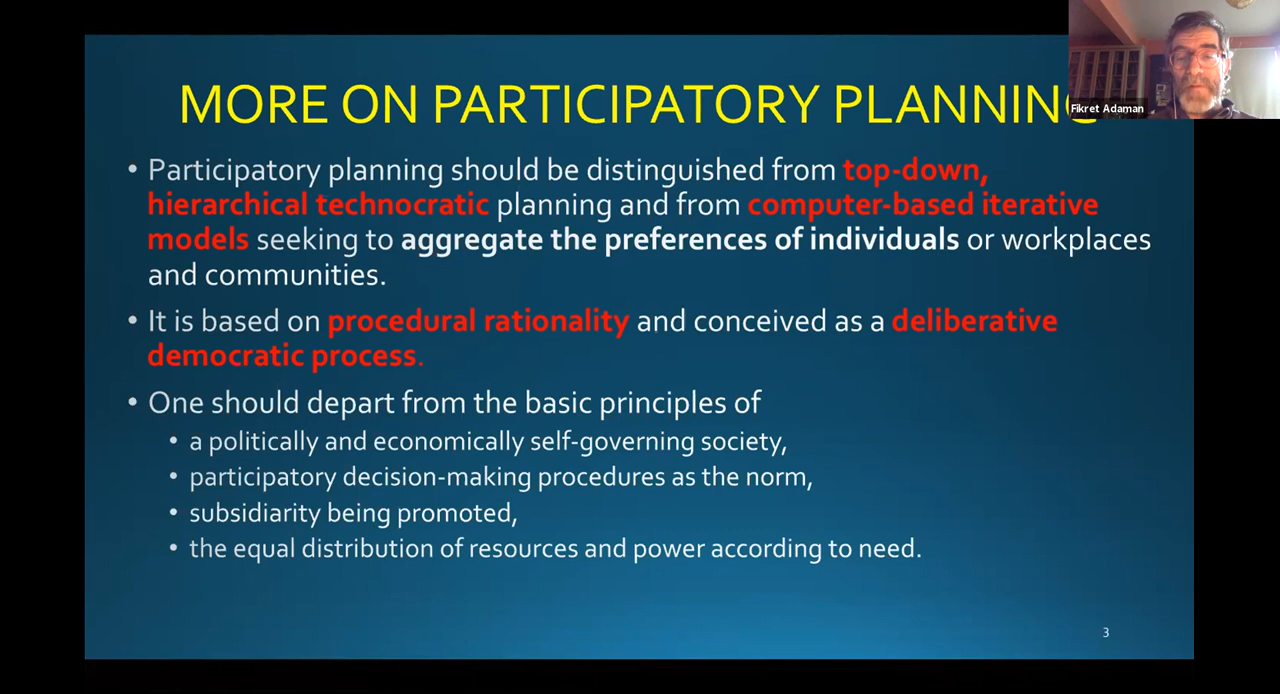 MORE ON PARTICIPATORY PLANNING
Fikret Adaman
• Participatory planning should be distinguished from top-down,
hierarchical technocratic planning and from computer-based iterative
models seeking to aggregate the preferences of individuals or workplaces
and communities.
• It is based on procedural rationality and conceived as a deliberative
democratic process.
• One should depart from the basic principles of
• a politically and economically self-governing society,
• participatory decision-making procedures as the norm,
• subsidiarity being promoted,
• the equal distribution of resources and power according to need.
3